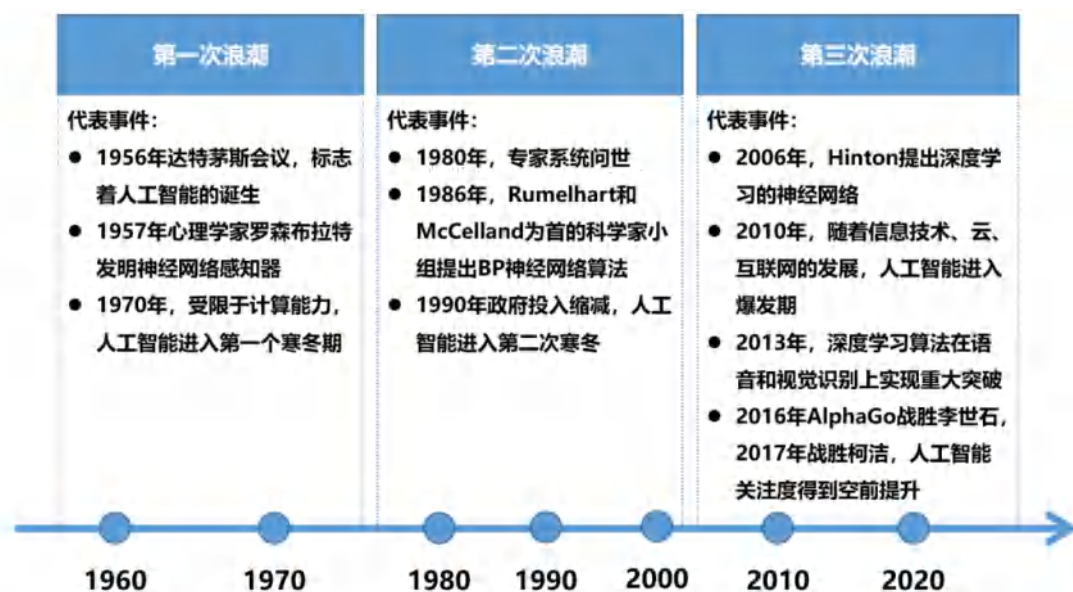 第一次浪潮
代表事件：
● 1956年达特茅斯会议，标志
着人工智能的诞生
● 1957年心理学家罗森布拉特
发明神经网络感知器
● 1970年，受限于计算能力，
人工智能进入第一个寒冬期
第二次浪潮
代表事件：
● 1980年，专家系统问世
● 1986年，Rumelhart和
McCelland为首的科学家小
组提出BP神经网络算法
● 1990年政府投入缩减，人工
智能进入第二次寒冬
第三次浪潮
代表事件：
● 2006年，Hinton提出深度学
习的神经网络
● 2010年，随着信息技术、云、
互联网的发展，人工智能进入
爆发期
● 2013年，深度学习算法在语
音和视觉识别上实现重大突破
● 2016年AlphaGo战胜李世石，
2017年战胜柯洁，人工智能
关注度得到空前提升
1960 1970 1980 1990 2000 2010 2020